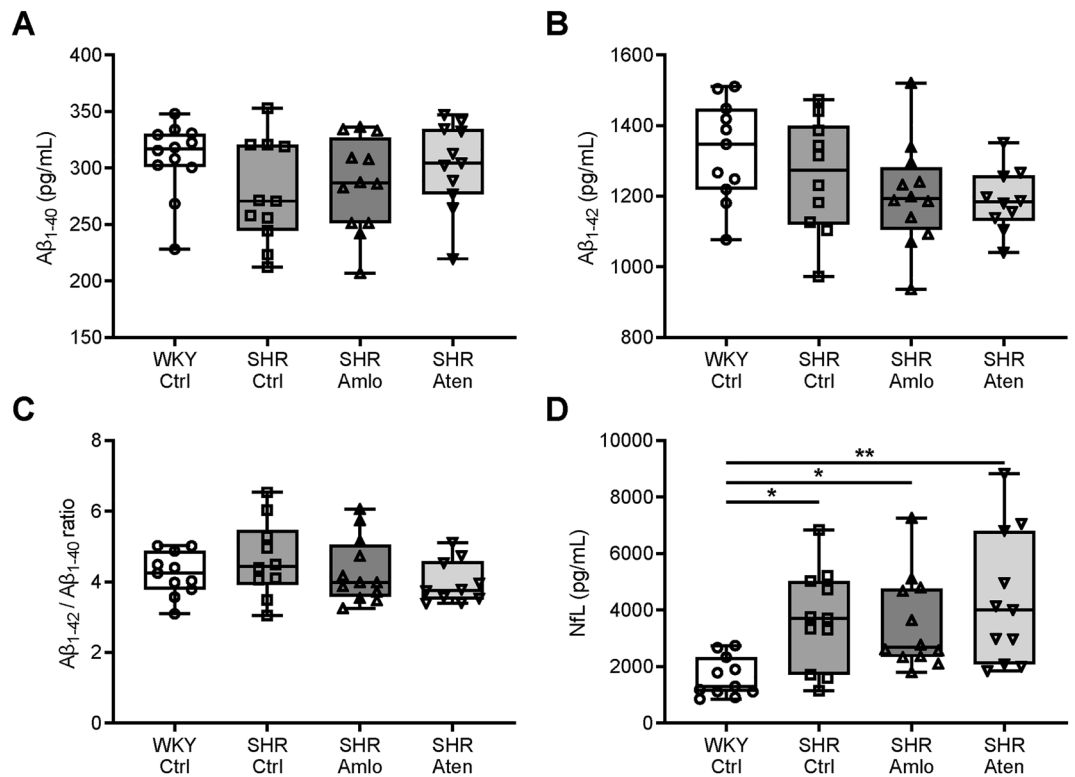 A
Aβ1-40 (pg/mL)
400
350
300
250
200
150
WKY Ctrl
SHR Ctrl
SHR Amlo
SHR Aten
B
Aβ1-42 (pg/mL)
1600
1400
1200
1000
800
WKY Ctrl
SHR Ctrl
SHR Amlo
SHR Aten
C
Aβ1-42 / Aβ1-40 ratio
8
6
4
2
0
WKY Ctrl
SHR Ctrl
SHR Amlo
SHR Aten
D
NfL (pg/mL)
10000
8000
6000
4000
2000
0
**
*
*
WKY Ctrl
SHR Ctrl
SHR Amlo
SHR Aten